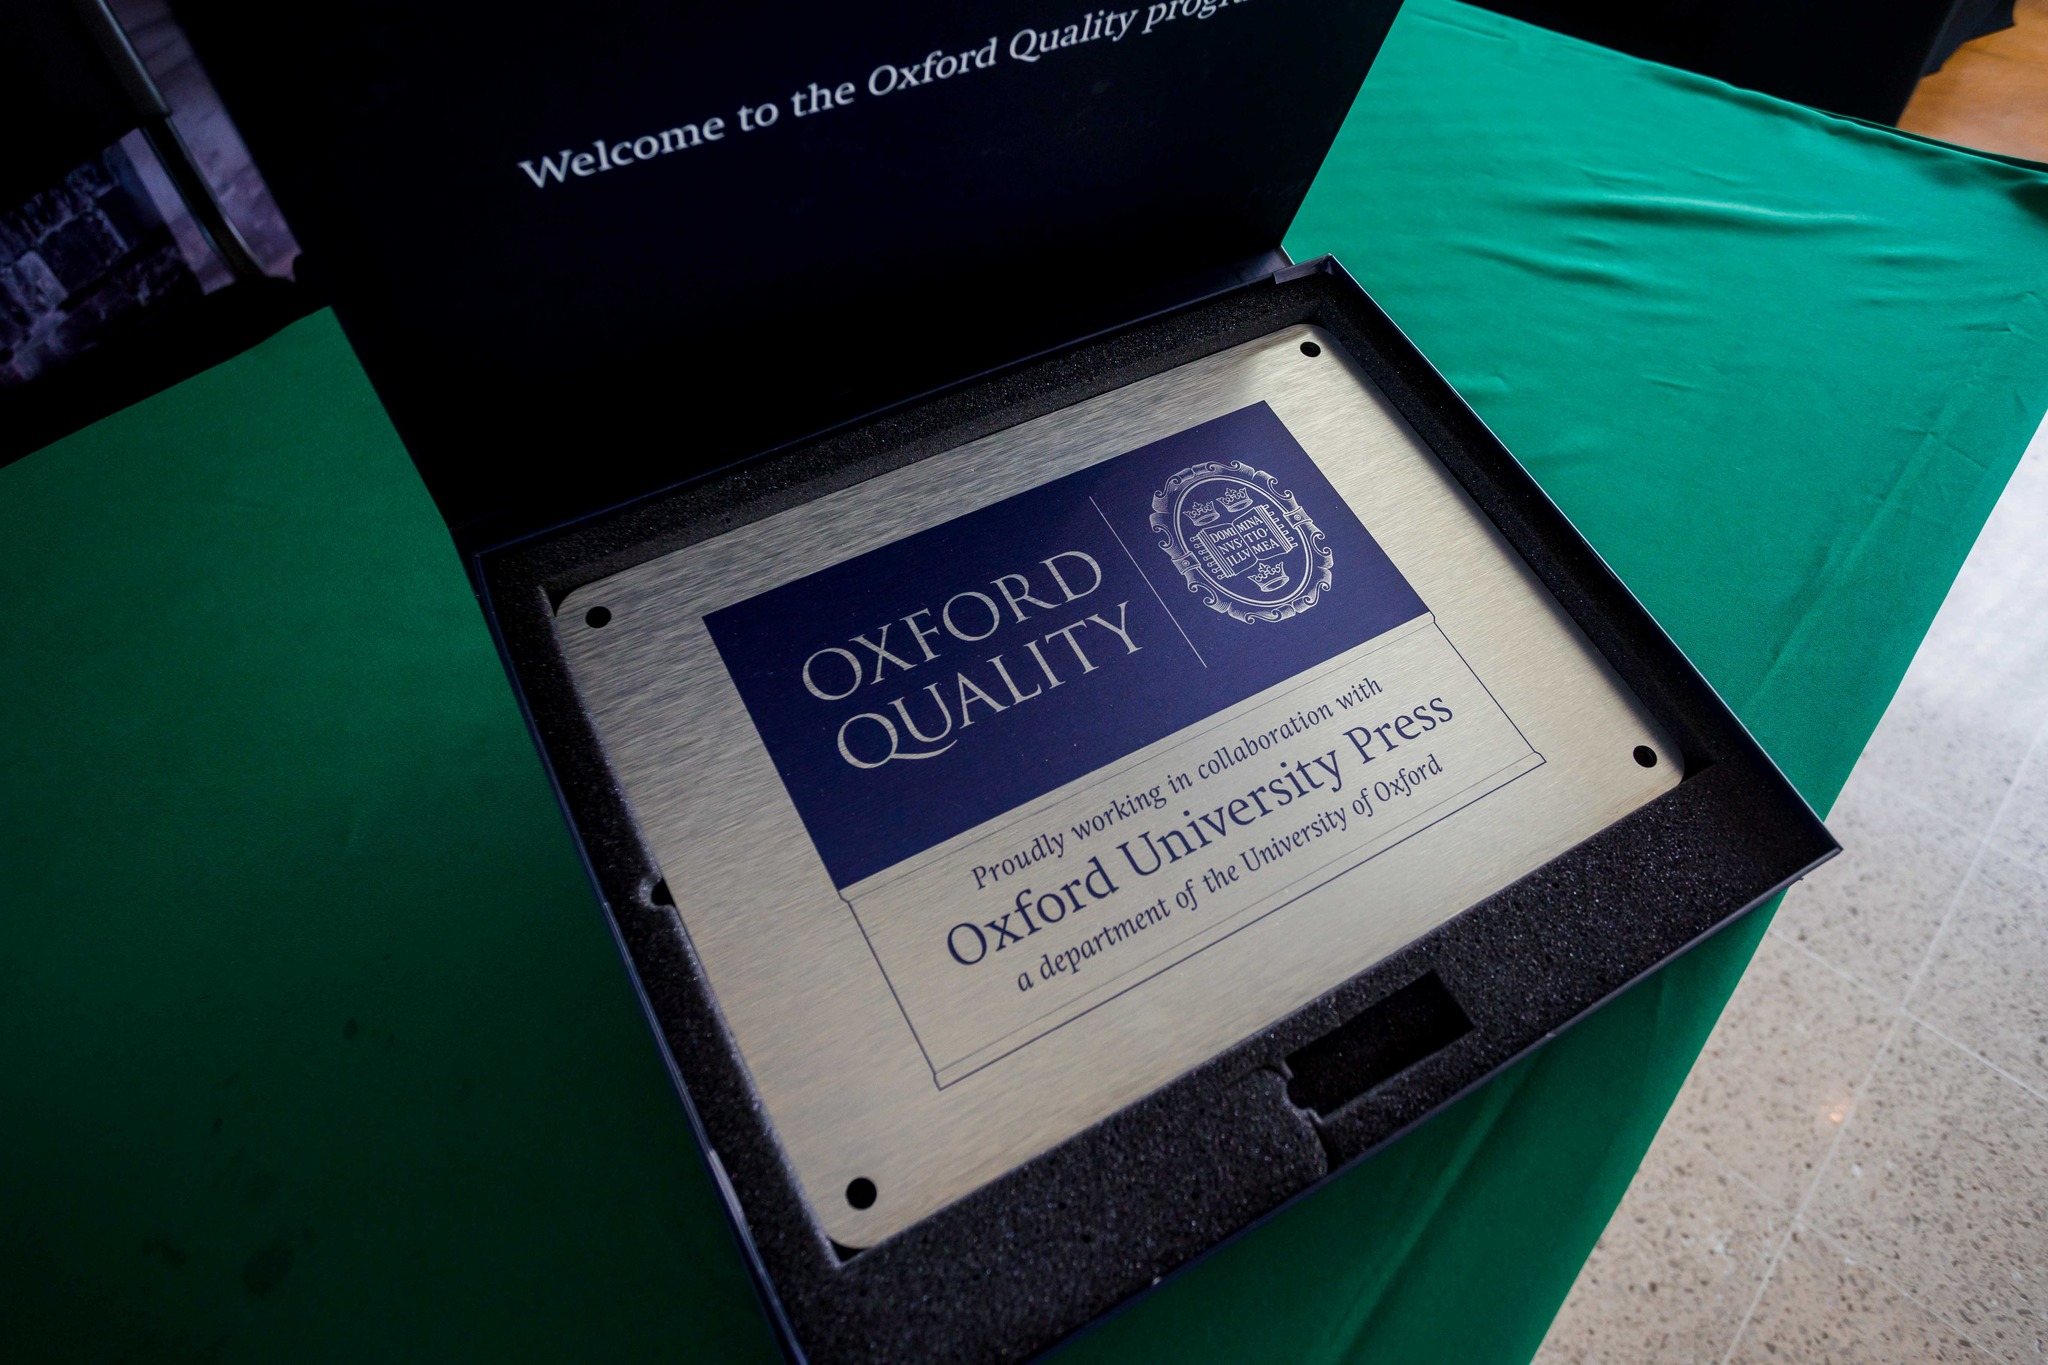 Welcome to the Oxford Quality
OXFORD
QUALITY
DOMI MINA
NVS TIO
ILLV MEA
Proudly working in collaboration with
Oxford University Press
a department of the University of Oxford